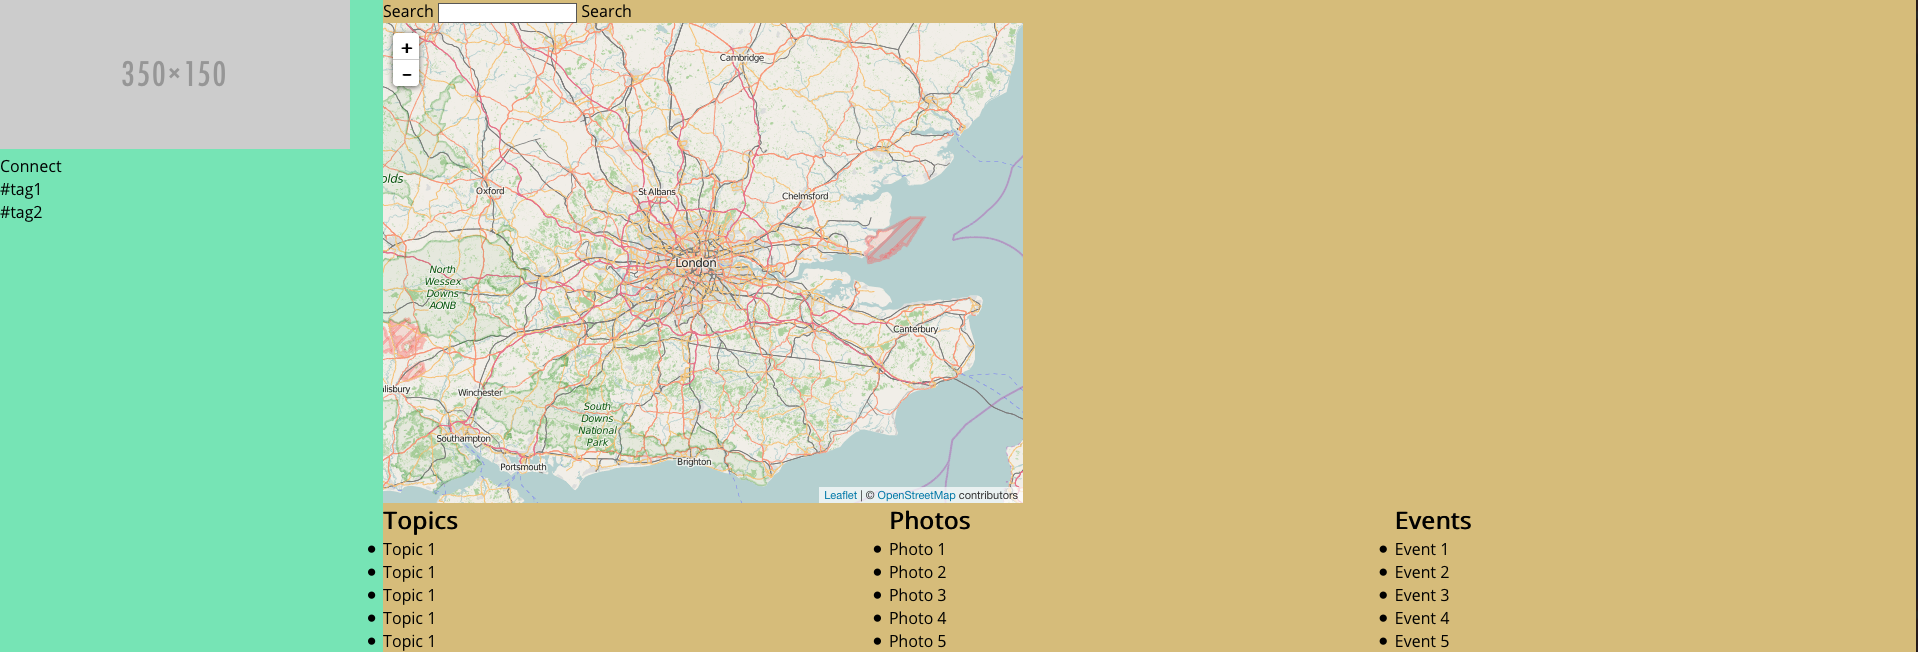 350×150
Connect
#tag1
#tag2
Search Search
+
-
Cambridge
olds
Oxford
St Albans
Chelmsford
London
North
Wessex
Downs
AONB
Canterbury
lisbury
Winchester
South
Downs
National
Park
Southampton
Portsmouth
Brighton
Leaflet | © OpenStreetMap contributors
Topics
Topic 1
Topic 1
Topic 1
Topic 1
Topic 1
Photos
Photo 1
Photo 2
Photo 3
Photo 4
Photo 5
Events
Event 1
Event 2
Event 3
Event 4
Event 5